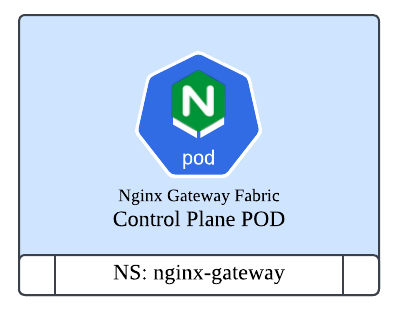 N
pod
Nginx Gateway Fabric
Control Plane POD
NS: nginx-gateway